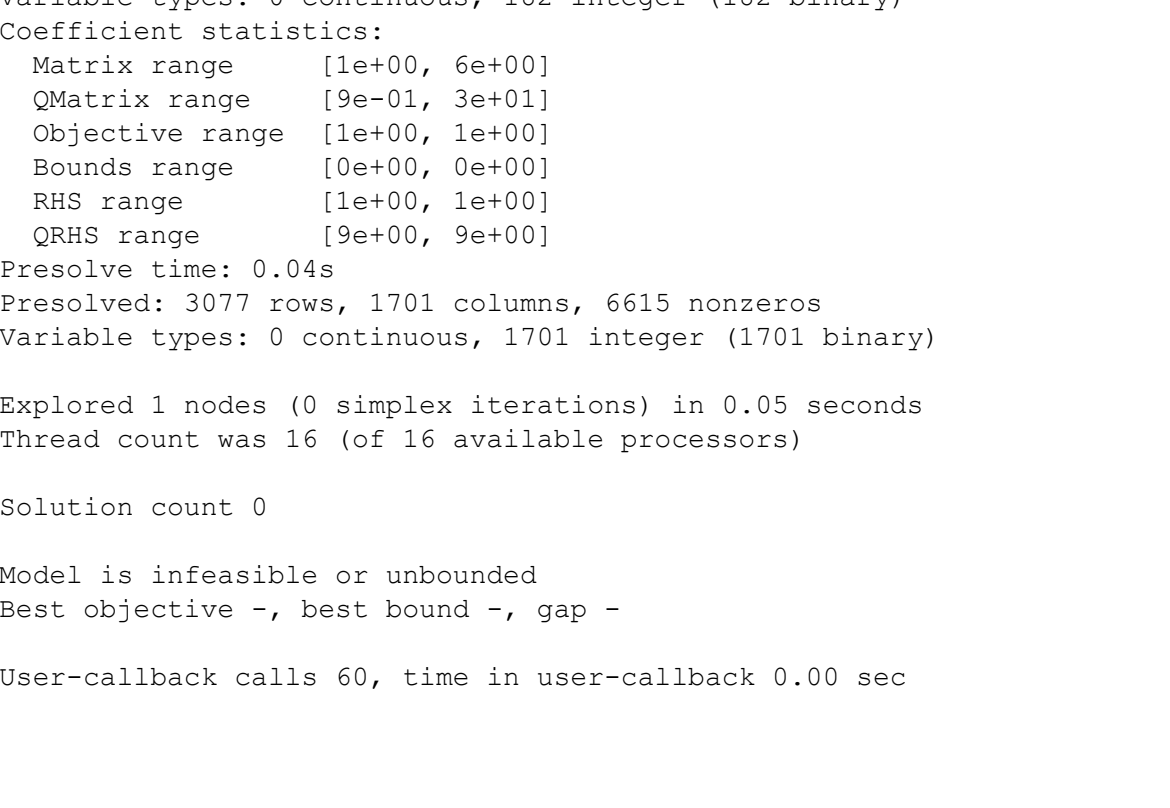 Variable types: 0 continuous, 162 integer (162 binary)
Coefficient statistics:
  Matrix range     [1e+00, 6e+00]
  QMatrix range    [9e-01, 3e+01]
  Objective range  [1e+00, 1e+00]
  Bounds range     [0e+00, 0e+00]
  RHS range        [1e+00, 1e+00]
  QRHS range       [9e+00, 9e+00]
Presolve time: 0.04s
Presolved: 3077 rows, 1701 columns, 6615 nonzeros
Variable types: 0 continuous, 1701 integer (1701 binary)
Explored 1 nodes (0 simplex iterations) in 0.05 seconds
Thread count was 16 (of 16 available processors)
Solution count 0
Model is infeasible or unbounded
Best objective -, best bound -, gap -
User-callback calls 60, time in user-callback 0.00 sec